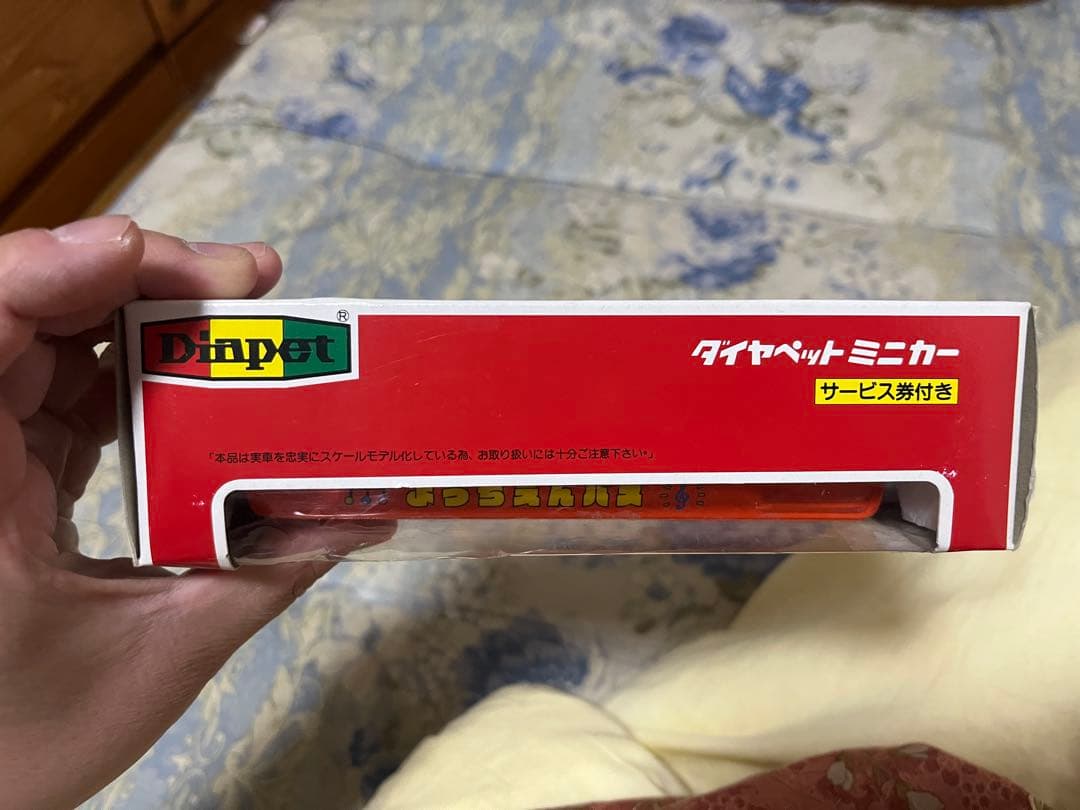 Diapet®
ダイヤペット ミニカー
サービス券付き
「本品は実車を忠実にスケールモデル化している為、お取り扱いには十分ご注意下さい。」
ようちえんバス